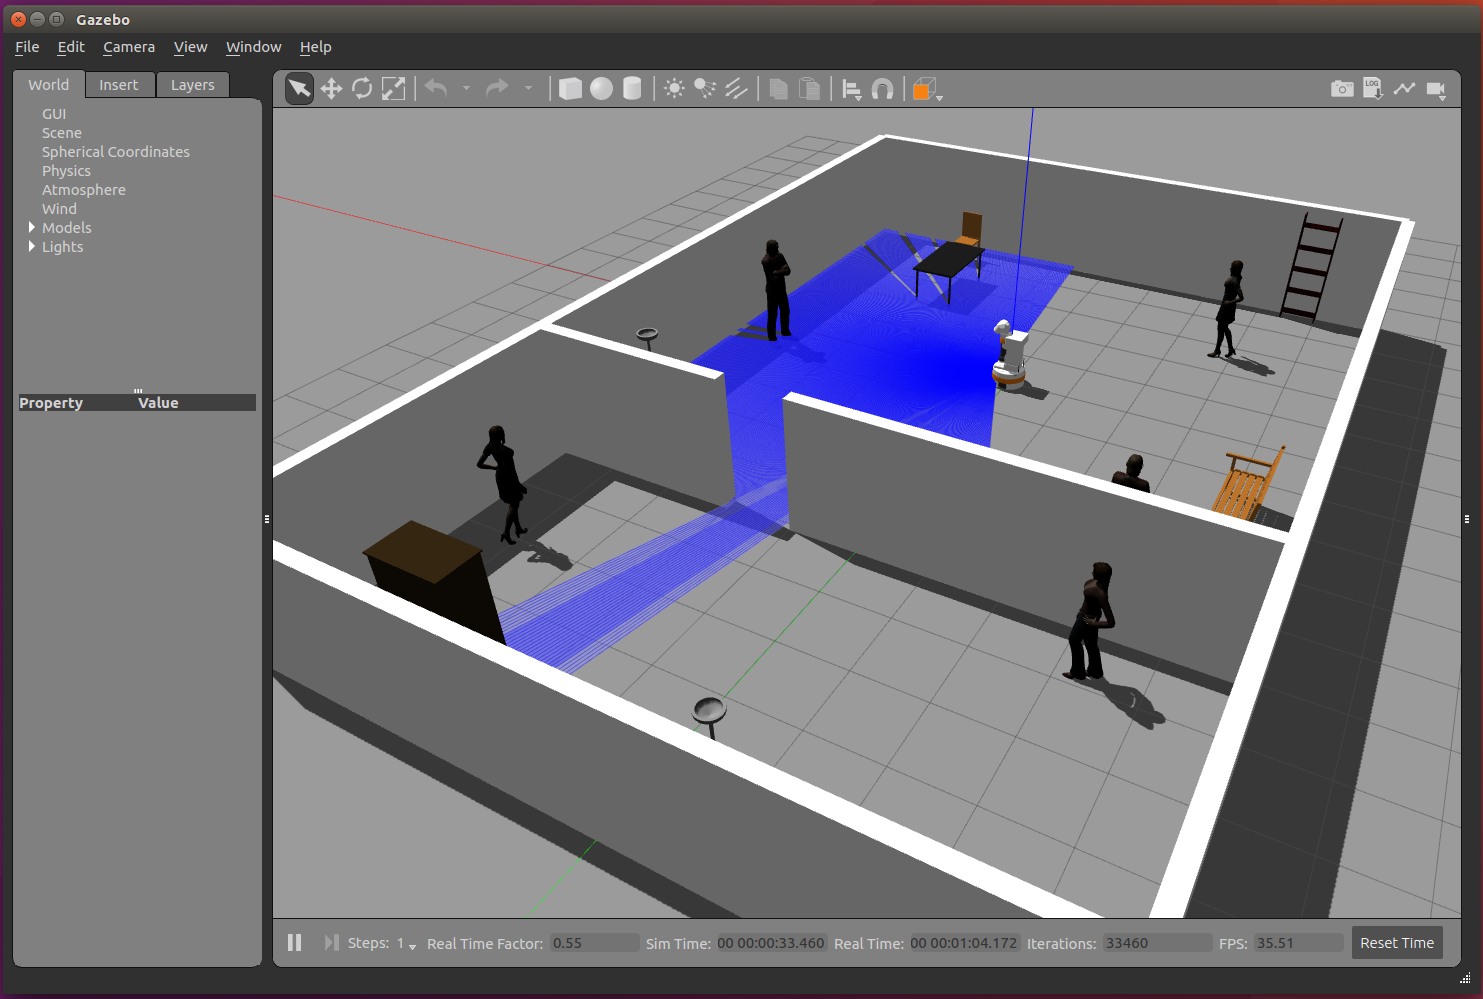 Gazebo
File Edit Camera View Window Help
World Insert Layers
LOG
GUI
Scene
Spherical Coordinates
Physics
Atmosphere
Wind
Models
Lights
Property Value
Steps: 1 Real Time Factor: 0.55 Sim Time: 00 00:00:33.460 Real Time: 00 00:01:04.172 Iterations: 33460 FPS: 35.51 Reset Time